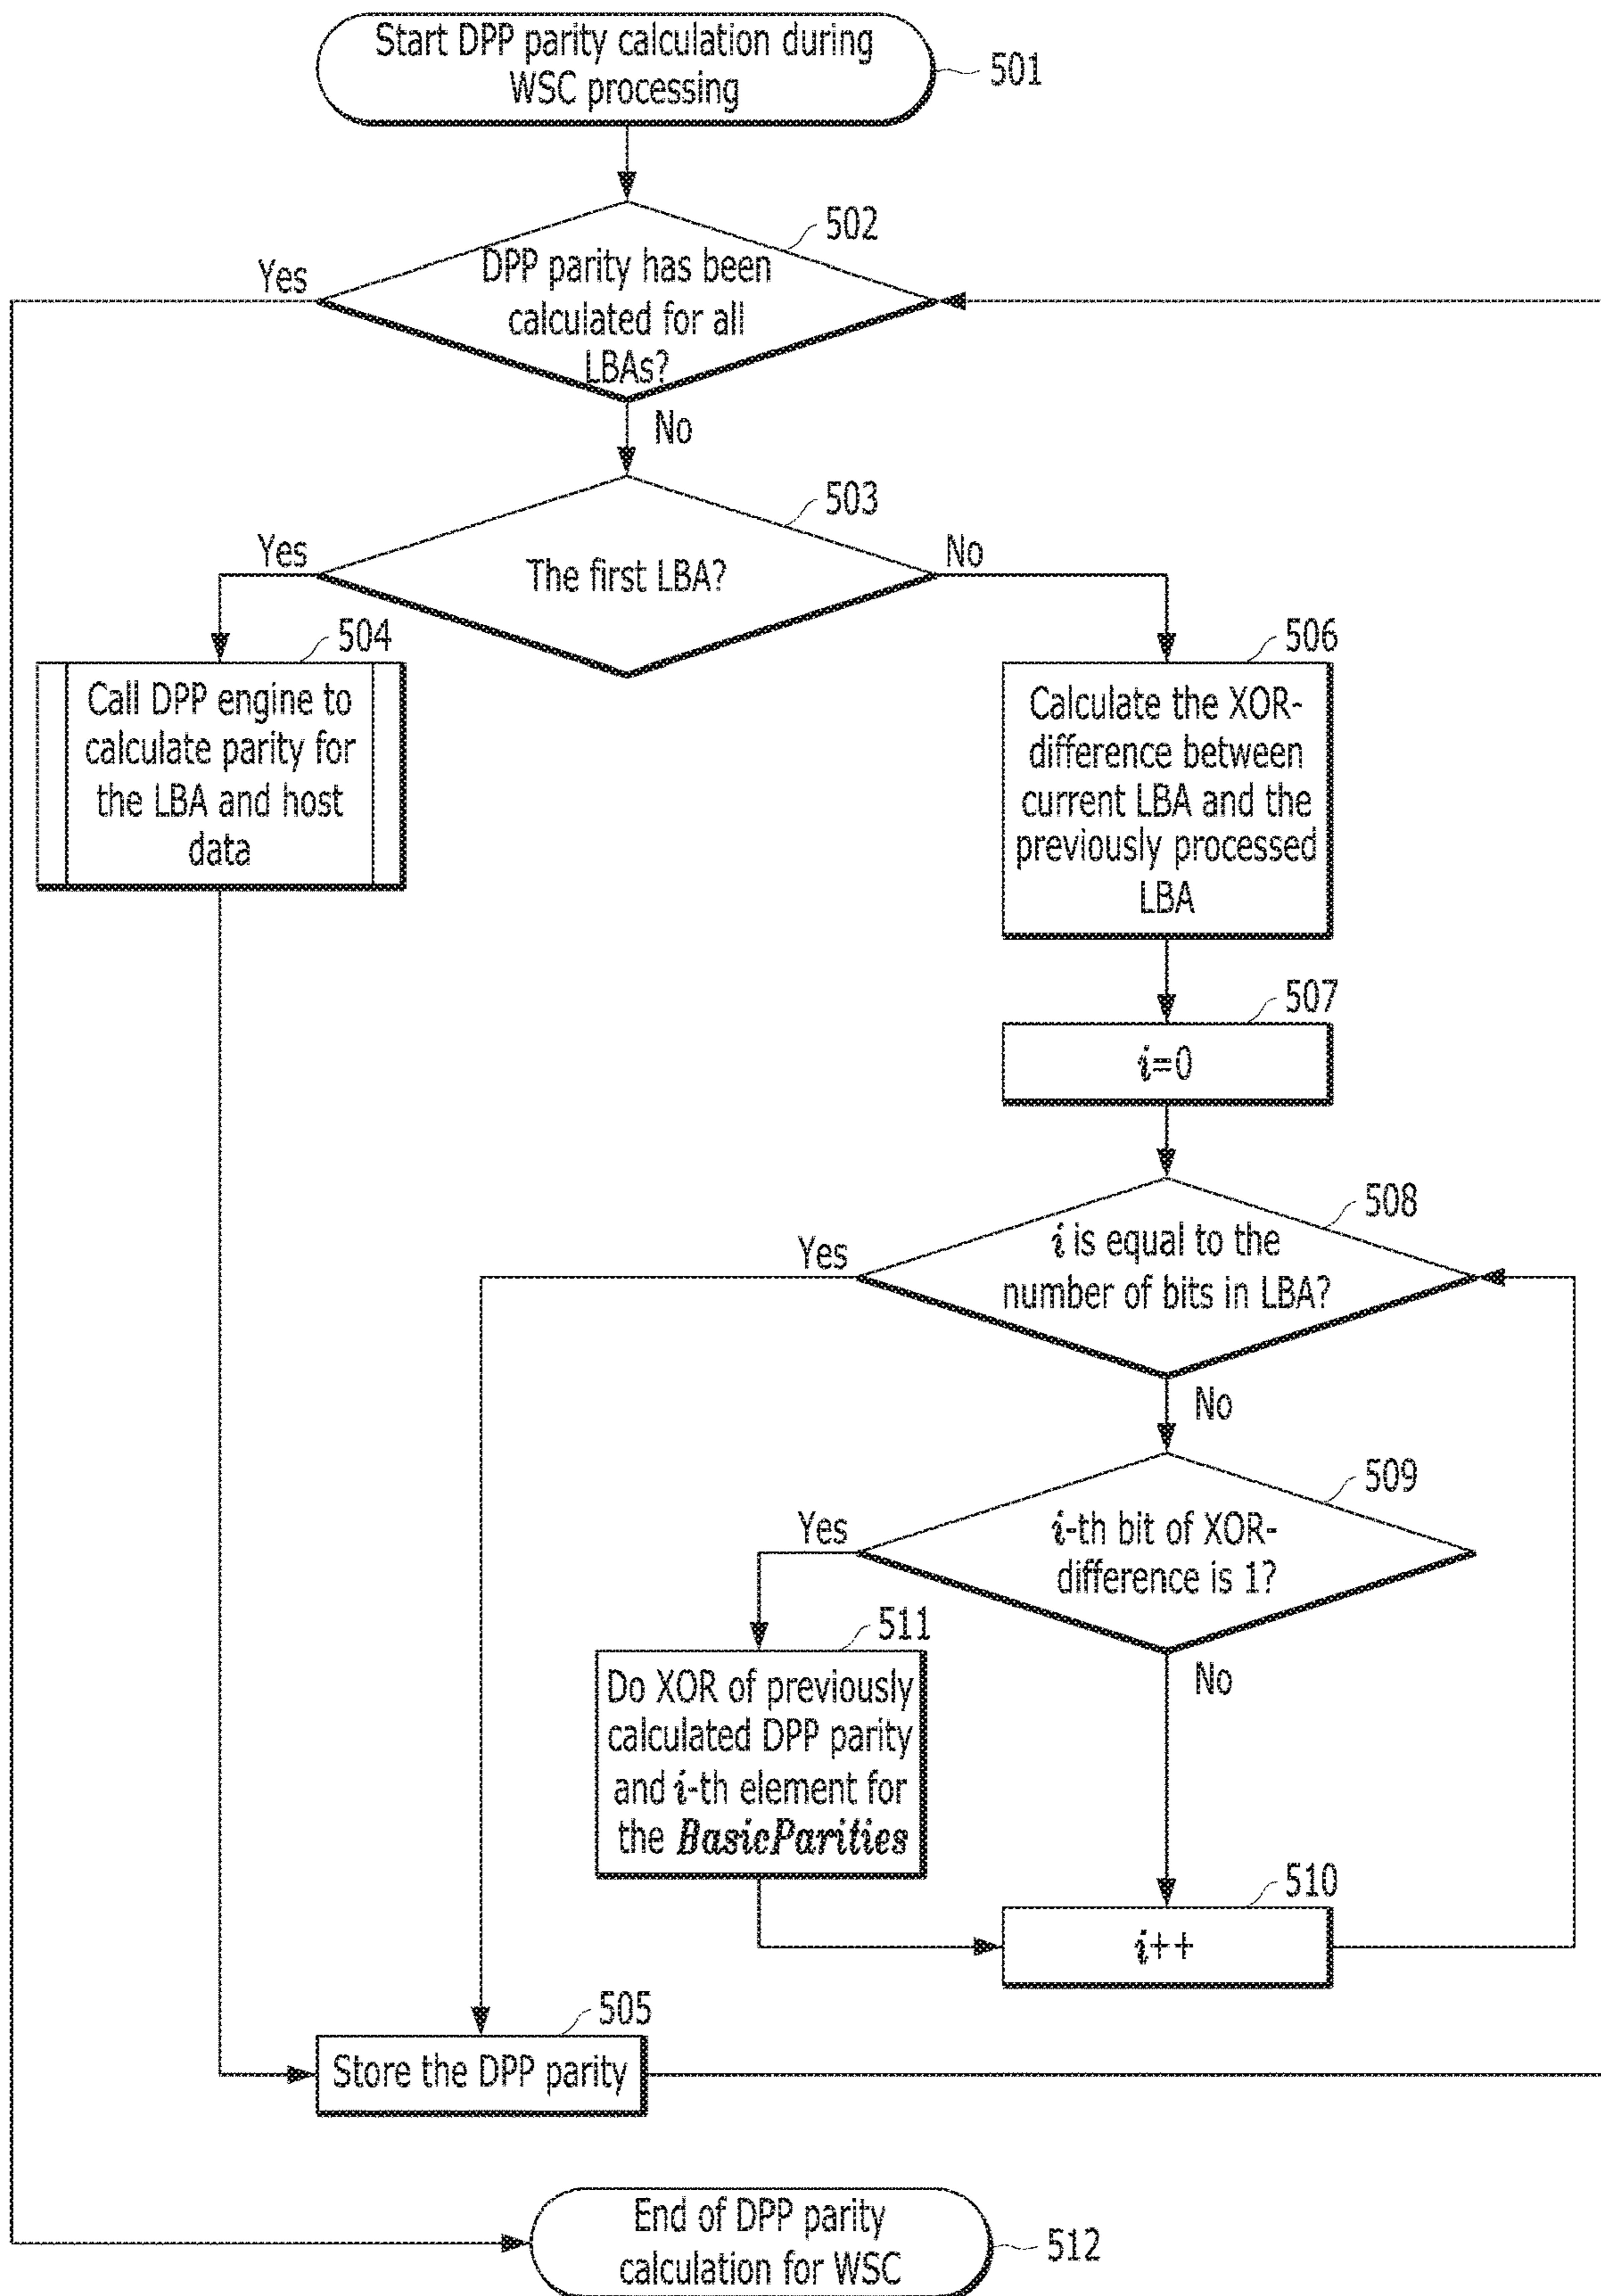 Start DPP parity calculation during
WSC processing
501
502
Yes
DPP parity has been
calculated for all
LBAs?
No
503
Yes
The first LBA?
No
504
Call DPP engine to
calculate parity for
the LBA and host
data
506
Calculate the XOR-
difference between
current LBA and the
previously processed
LBA
507
i=0
508
Yes
i is equal to the
number of bits in LBA?
No
509
Yes
i-th bit of XOR-
difference is 1?
No
511
Do XOR of previously
calculated DPP parity
and i-th element for
the BasicParities
510
i++
505
Store the DPP parity
End of DPP parity
calculation for WSC
512